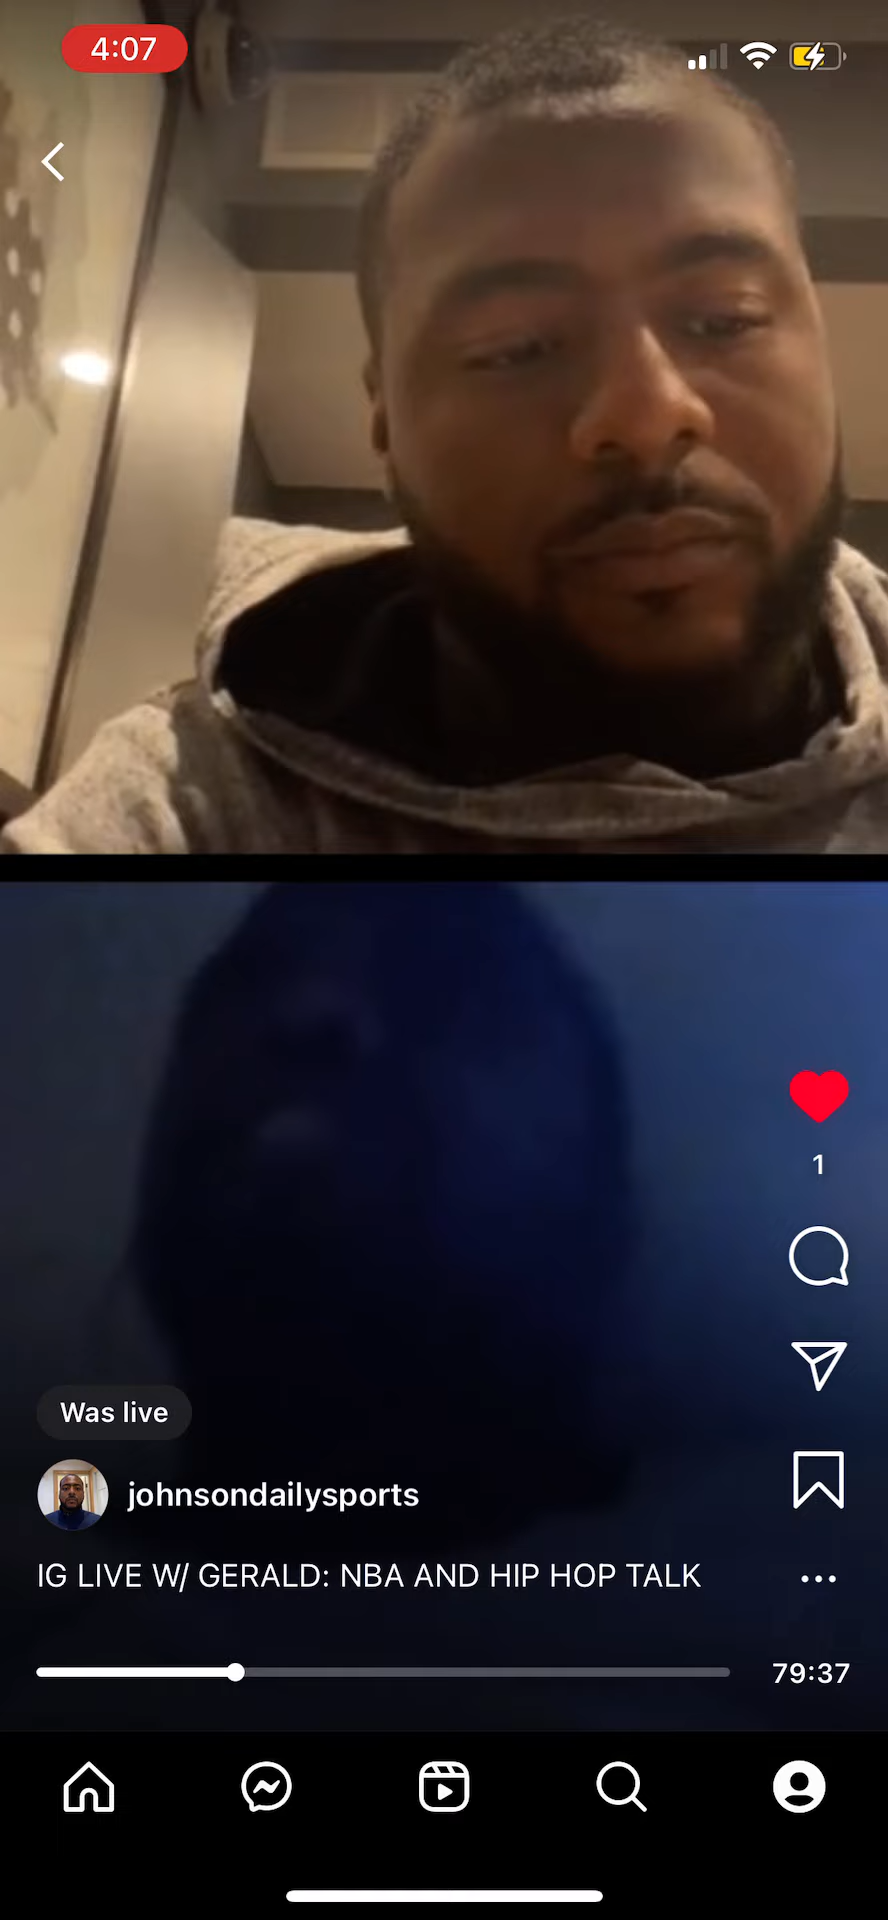 4:07
1
Was live
johnsondailysports
IG LIVE W/ GERALD: NBA AND HIP HOP TALK
79:37